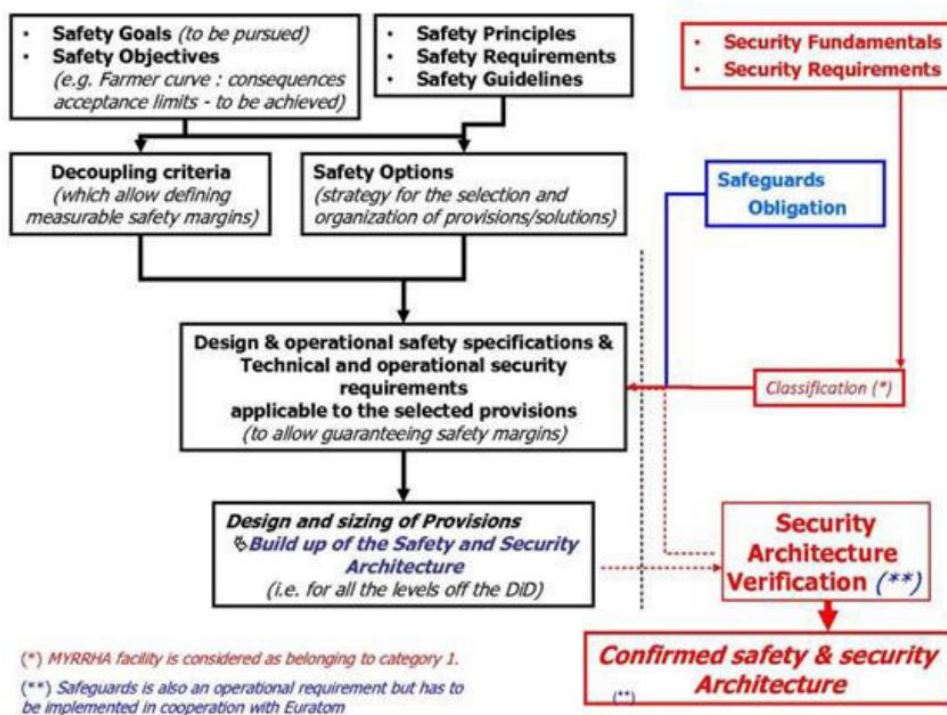 • Safety Goals (to be pursued)
• Safety Objectives
(e.g. Farmer curve : consequences
acceptance limits - to be achieved)
• Safety Principles
• Safety Requirements
• Safety Guidelines
• Security Fundamentals
• Security Requirements
Decoupling criteria
(which allow defining
measurable safety margins)
Safety Options
(strategy for the selection and
organization of provisions/solutions)
Safeguards
Obligation
Design & operational safety specifications &
Technical and operational security
requirements
applicable to the selected provisions
(to allow guaranteeing safety margins)
Classification (*)
Design and sizing of Provisions
Build up of the Safety and Security
Architecture
(i.e. for all the levels off the DiD)
Security
Architecture
Verification (**)
Confirmed safety & security
Architecture
(**)
(*) MYRRHA facility is considered as belonging to category 1.
(**) Safeguards is also an operational requirement but has to
be implemented in cooperation with Euratom